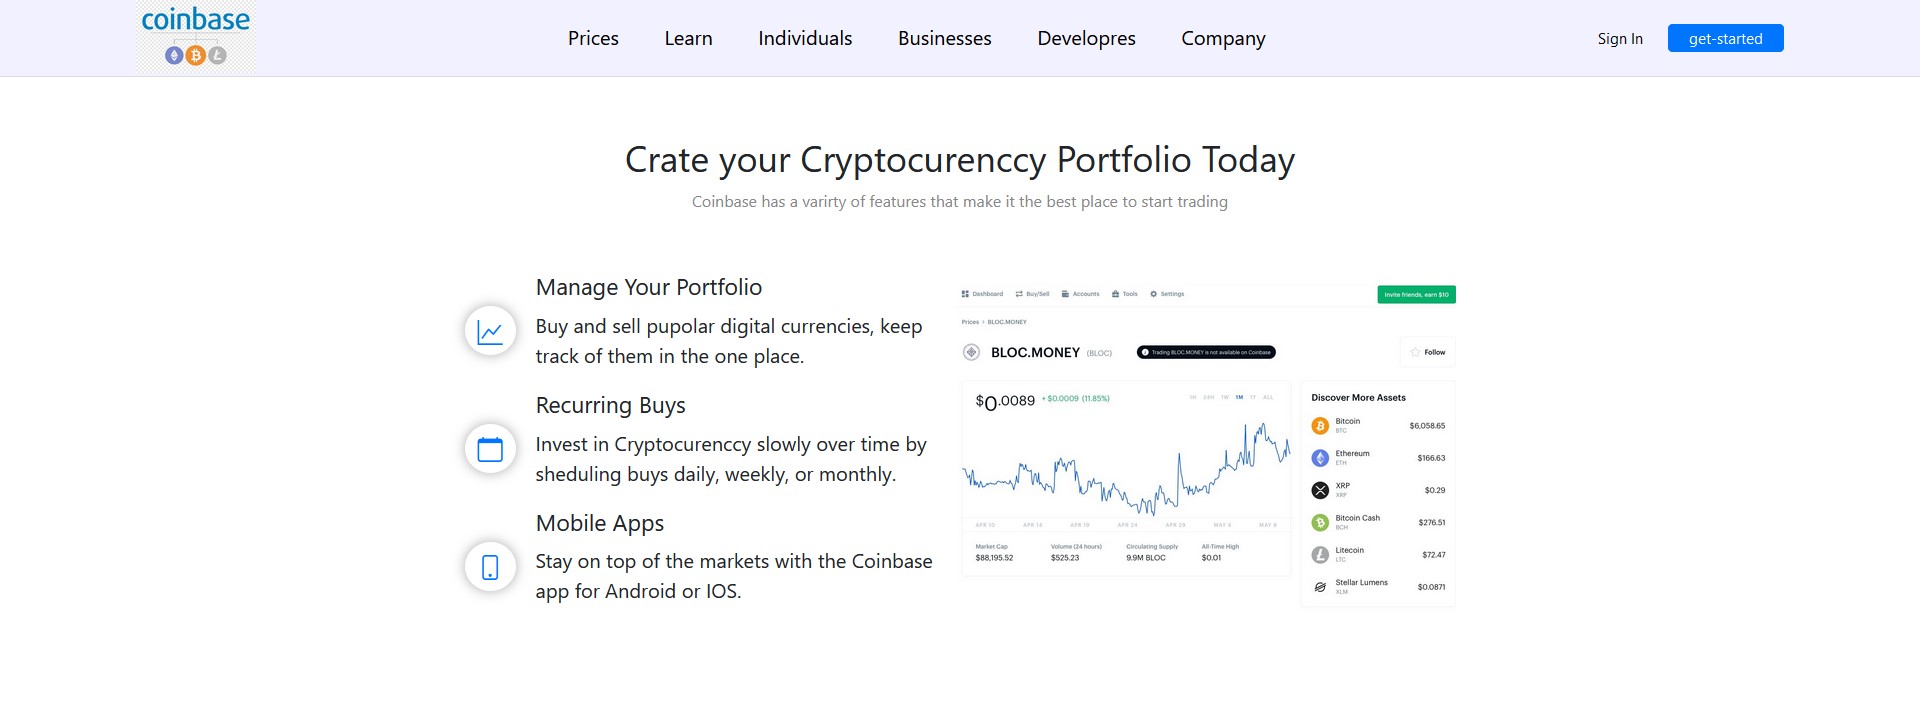 coinbase
Prices Learn Individuals Businesses Developres Company
Sign In get-started
Crate your Cryptocurenccy Portfolio Today
Coinbase has a varirty of features that make it the best place to start trading
Manage Your Portfolio
Buy and sell pupolar digital currencies, keep
track of them in the one place.
Recurring Buys
Invest in Cryptocurenccy slowly over time by
sheduling buys daily, weekly, or monthly.
Mobile Apps
Stay on top of the markets with the Coinbase
app for Android or IOS.
Dashboard Buy/Sell Accounts Tools Settings Invite friends, earn $10
Prices > BLOC.MONEY
BLOC.MONEY (BLOC) Trading BLOC.MONEY is not available on Coinbase Follow
$0.0089 +$0.0009 (11.85%) 1H 24H 1W 1M 1Y ALL
APR 10 APR 14 APR 19 APR 24 APR 29 MAY 4 MAY 9
Market Cap Volume (24 hours) Circulating Supply All-Time High
$88,195.52 $525.23 9.9M BLOC $0.01
Discover More Assets
Bitcoin
BTC
$6,058.65
Ethereum
ETH
$166.63
XRP
XRP
$0.29
Bitcoin Cash
BCH
$276.51
Litecoin
LTC
$72.47
Stellar Lumens
XLM
$0.0871